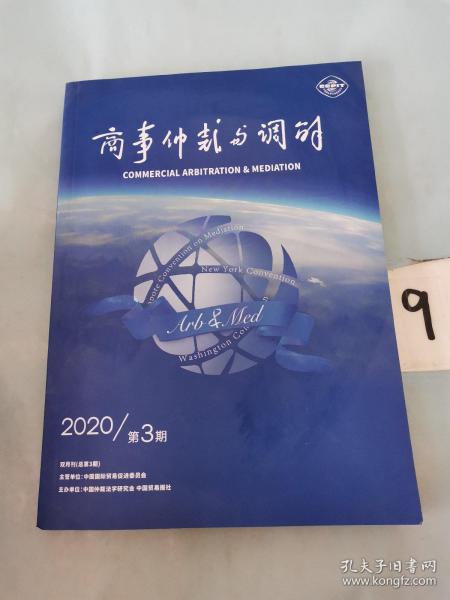 CCPIT
商事仲裁与调解
COMMERCIAL ARBITRATION & MEDIATION
Convention on Mediation
New York Convention
Arb & Med
Washington
9
2020/第3期
双月刊(总第3期)
主管单位:中国国际贸易促进委员会
主办单位:中国仲裁法学研究会 中国贸易报社
孔夫子旧书网
www.kongfz.com